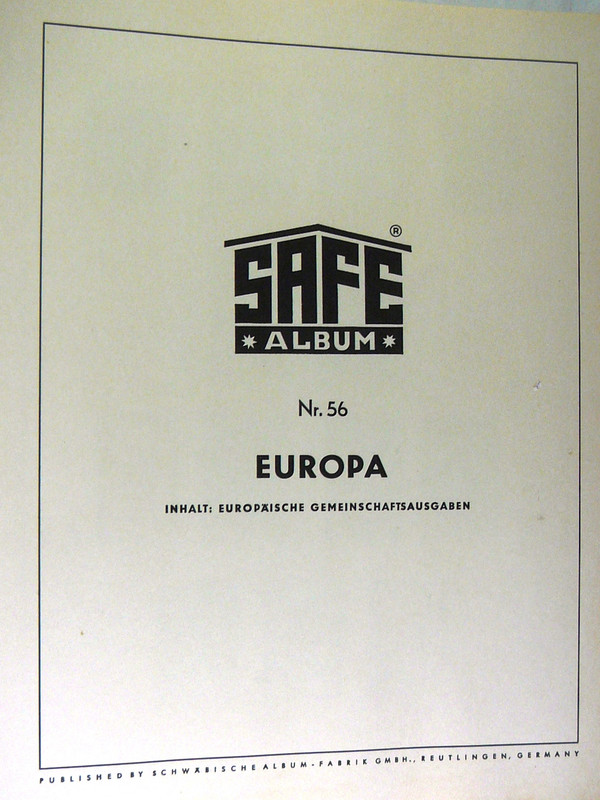 ®
SAFE
* ALBUM *
Nr. 56
EUROPA
INHALT: EUROPÄISCHE GEMEINSCHAFTSAUSGABEN
PUBLISHED BY SCHWÄBISCHE ALBUM-FABRIK GMBH., REUTLINGEN, GERMANY